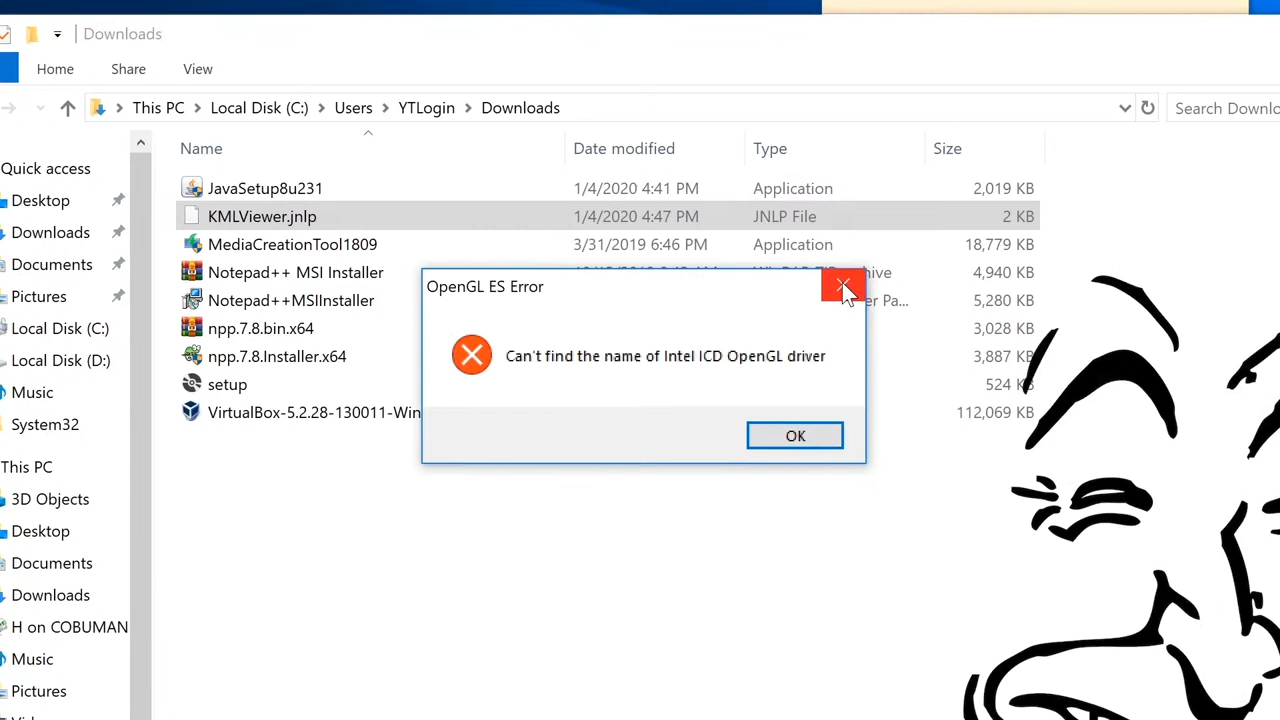 Downloads
Home Share View
This PC Local Disk (C:) Users YTLogin Downloads Search Downlo
Name Date modified Type Size
JavaSetup8u231 1/4/2020 4:41 PM Application 2,019 KB
KMLViewer.jnlp 1/4/2020 4:47 PM JNLP File 2 KB
MediaCreationTool1809 3/31/2019 6:46 PM Application 18,779 KB
Notepad++ MSI Installer 4,940 KB
Notepad++MSIInstaller 5,280 KB
npp.7.8.bin.x64 3,028 KB
npp.7.8.Installer.x64 3,887 KB
setup 524 KB
VirtualBox-5.2.28-130011-Win 112,069 KB
Quick access
Desktop
Downloads
Documents
Pictures
Local Disk (C:)
Local Disk (D:)
Music
System32
This PC
3D Objects
Desktop
Documents
Downloads
H on COBUMAN
Music
Pictures
OpenGL ES Error
Can't find the name of Intel ICD OpenGL driver
OK